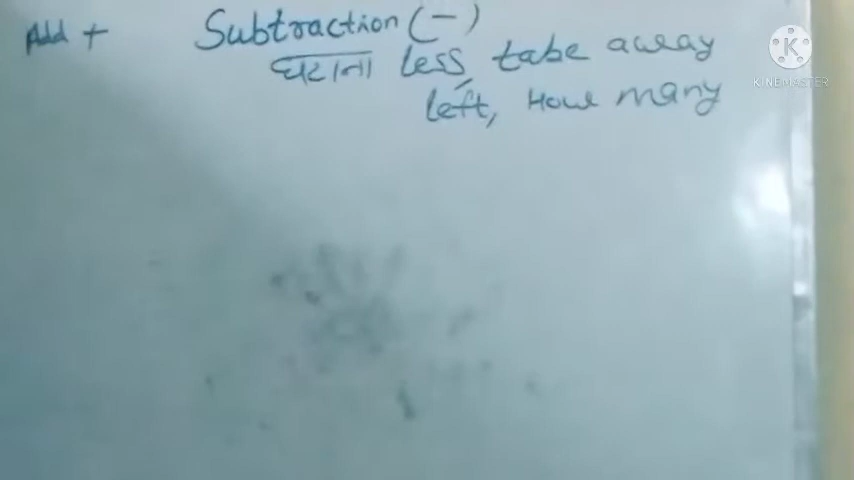 Add + Subtraction (-)
घटाना less, take away
left, How many
KINEMASTER